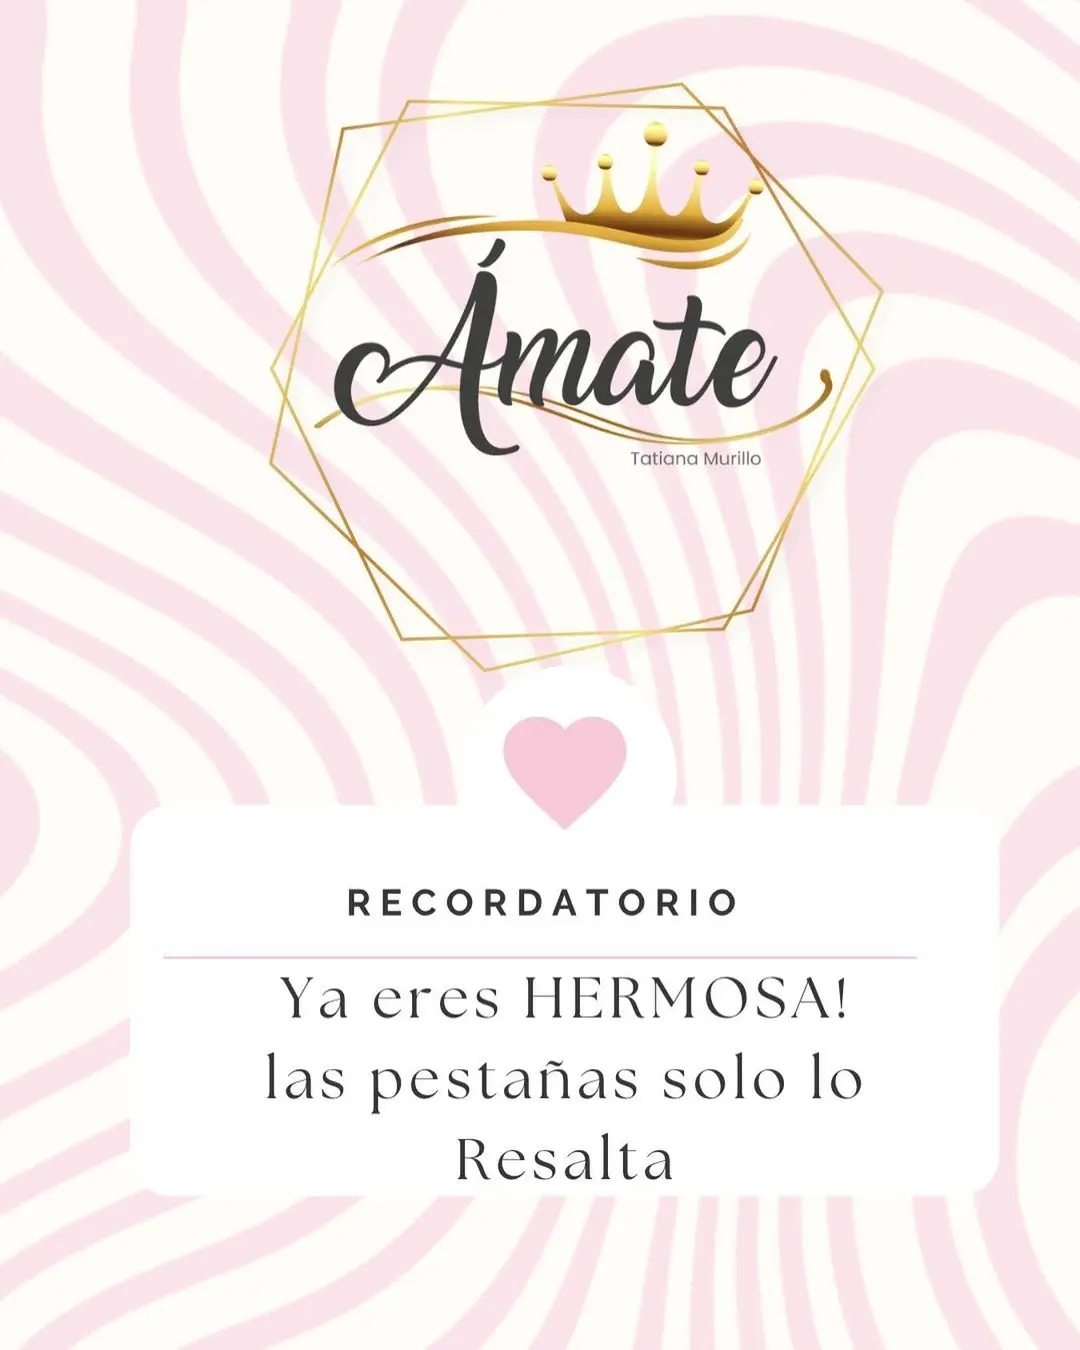 Ámate
Tatiana Murillo
RECORDATORIO
Ya eres HERMOSA!
las pestañas solo lo
Resalta